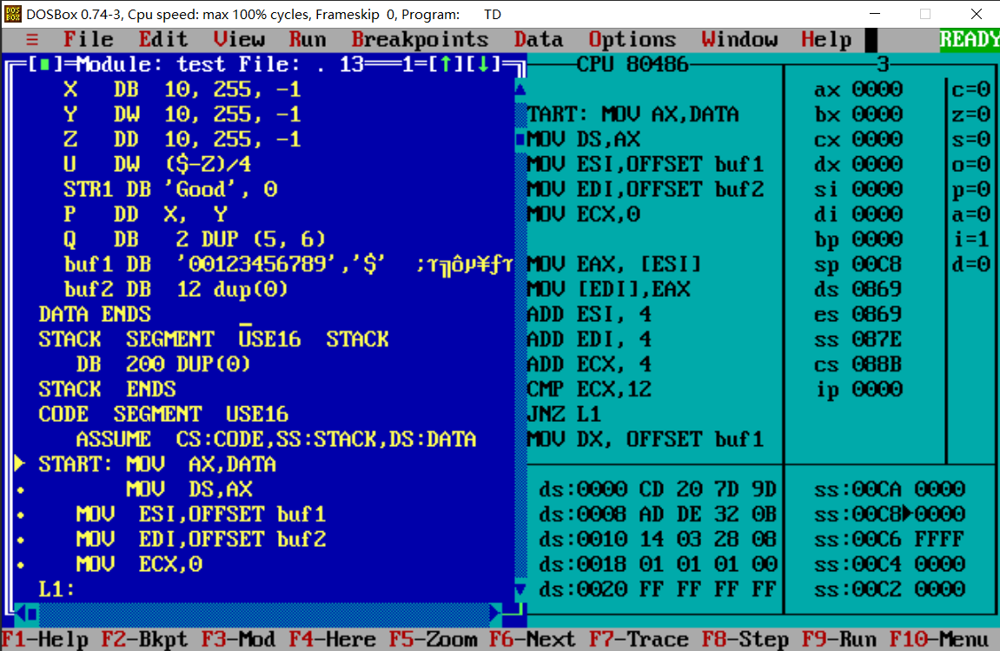 DOSBox 0.74-3, Cpu speed: max 100% cycles, Frameskip 0, Program: TD
≡ File Edit View Run Breakpoints Data Options Window Help READY
[■]=Module: test File: . 13═══1=[↑][↓]
X DB 10, 255, -1
Y DW 10, 255, -1
Z DD 10, 255, -1
U DW ($-Z)/4
STR1 DB 'Good', 0
P DD X, Y
Q DB 2 DUP (5, 6)
buf1 DB '00123456789','$' ;
buf2 DB 12 dup(0)
DATA ENDS
STACK SEGMENT USE16 STACK
DB 200 DUP(0)
STACK ENDS
CODE SEGMENT USE16
ASSUME CS:CODE,SS:STACK,DS:DATA
START: MOV AX,DATA
MOV DS,AX
MOV ESI,OFFSET buf1
MOV EDI,OFFSET buf2
MOV ECX,0
L1:
CPU 80486
TART: MOV AX,DATA
MOV DS,AX
MOV ESI,OFFSET buf1
MOV EDI,OFFSET buf2
MOV ECX,0
MOV EAX, [ESI]
MOV [EDI],EAX
ADD ESI, 4
ADD EDI, 4
ADD ECX, 4
CMP ECX,12
JNZ L1
MOV DX, OFFSET buf1
3
ax 0000 c=0
bx 0000 z=0
cx 0000 s=0
dx 0000 o=0
si 0000 p=0
di 0000 a=0
bp 0000 i=1
sp 00C8 d=0
ds 0869
es 0869
ss 087E
cs 088B
ip 0000
ds:0000 CD 20 7D 9D
ds:0008 AD DE 32 0B
ds:0010 14 03 28 08
ds:0018 01 01 01 00
ds:0020 FF FF FF FF
ss:00CA 0000
ss:00C8►0000
ss:00C6 FFFF
ss:00C4 0000
ss:00C2 0000
F1-Help F2-Bkpt F3-Mod F4-Here F5-Zoom F6-Next F7-Trace F8-Step F9-Run F10-Menu